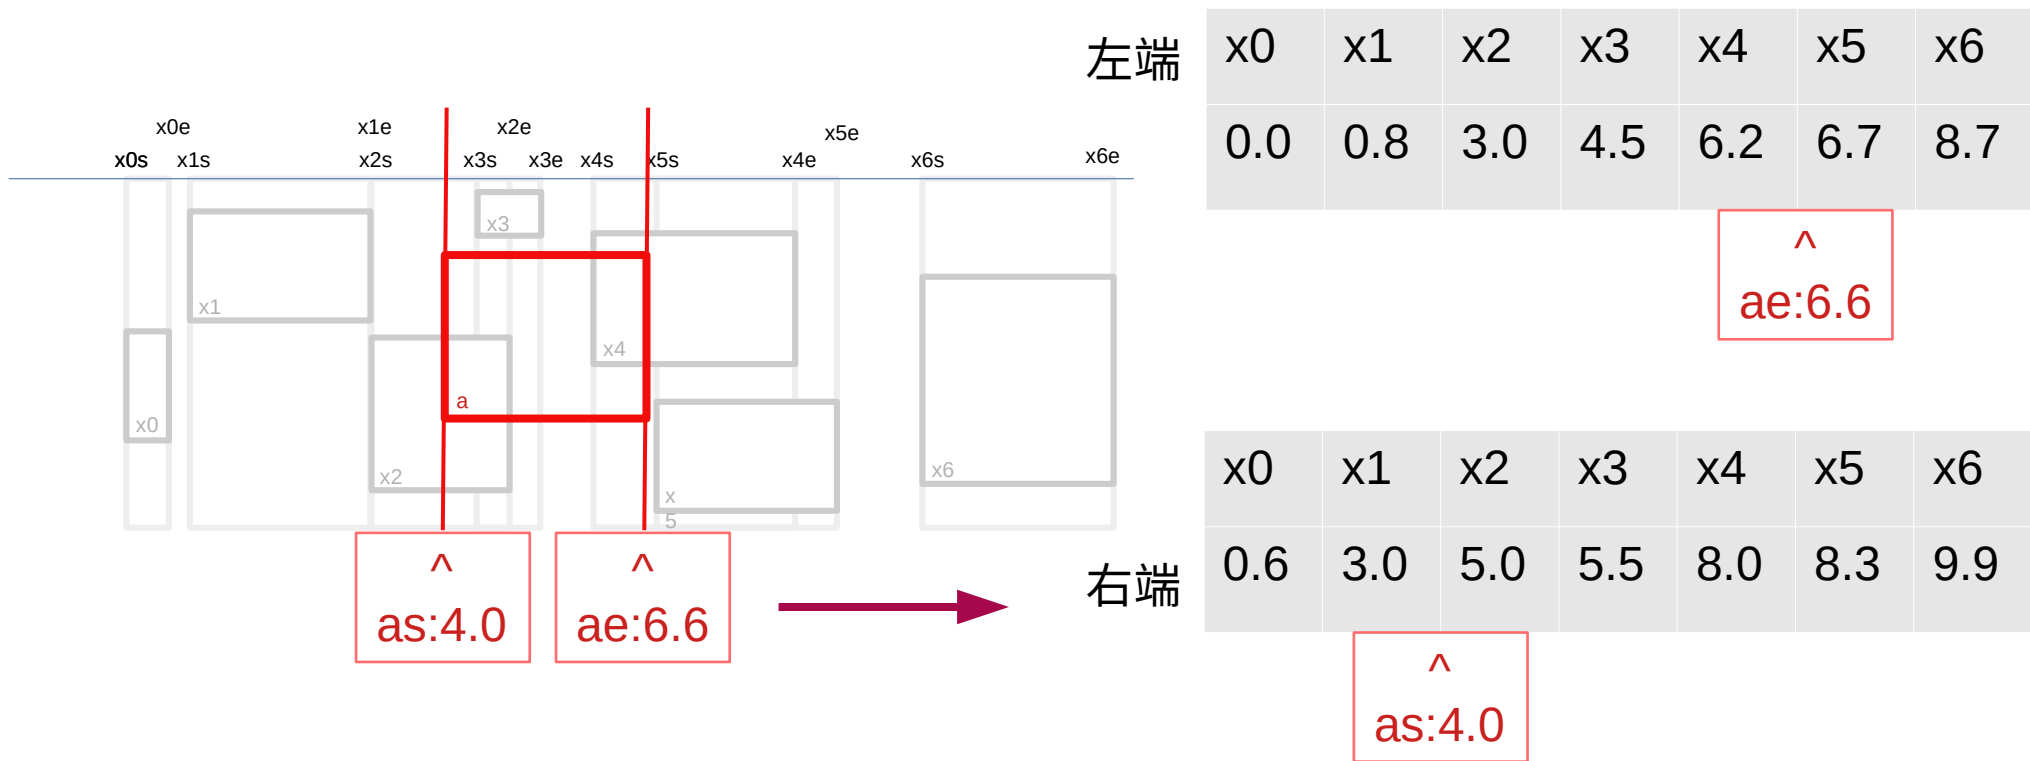 左端
x0 x1 x2 x3 x4 x5 x6
0.0 0.8 3.0 4.5 6.2 6.7 8.7
^
ae:6.6
x0e x1e x2e x5e
x0s x1s x2s x3s x3e x4s x5s x4e x6s x6e
x3
x1
x4
a
x0
x2
x6
x
5
^
as:4.0
^
ae:6.6
右端
x0 x1 x2 x3 x4 x5 x6
0.6 3.0 5.0 5.5 8.0 8.3 9.9
^
as:4.0